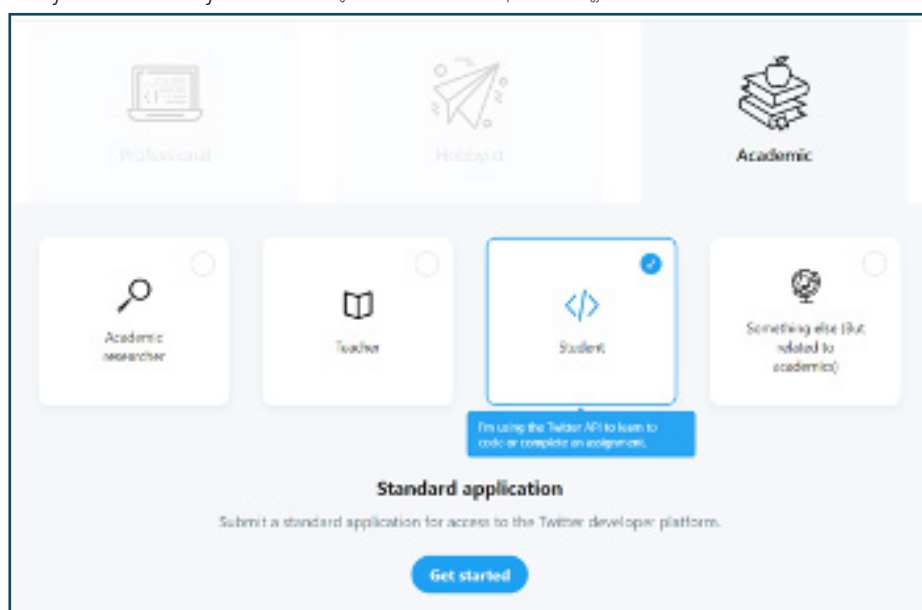 Professional
Hobbyist
Academic
Academic
researcher
Teacher
Student
Something else (But
related to
academics)
I'm using the Twitter API to learn to
code or complete an assignment.
Standard application
Submit a standard application for access to the Twitter developer platform.
Get started